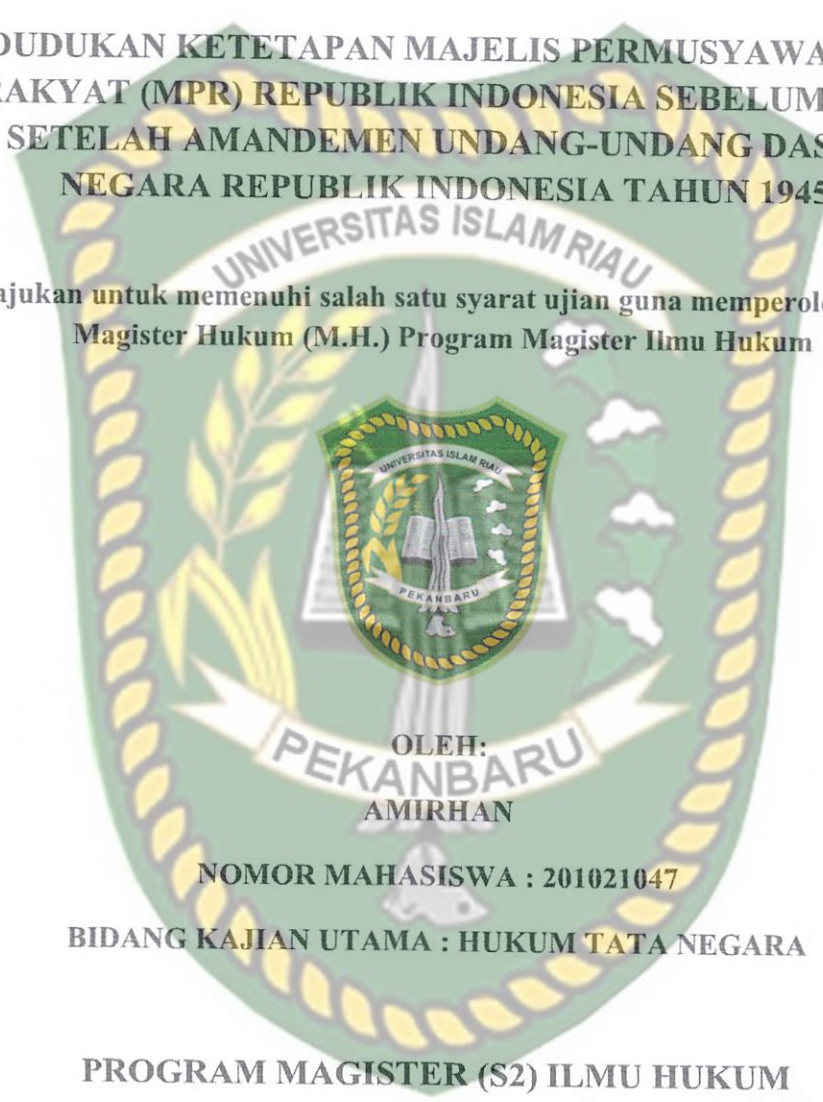 DUDUKAN KETETAPAN MAJELIS PERMUSYAWA
RAKYAT (MPR) REPUBLIK INDONESIA SEBELUM
SETELAH AMANDEMEN UNDANG-UNDANG DAS
NEGARA REPUBLIK INDONESIA TAHUN 1945
UNIVERSITAS ISLAM RIAU
ajukan untuk memenuhi salah satu syarat ujian guna memperol
Magister Hukum (M.H.) Program Magister Ilmu Hukum
UNIVERSITAS ISLAM RIAU
PEKANBARU
OLEH:
PEKANBARU
AMIRHAN
NOMOR MAHASISWA : 201021047
BIDANG KAJIAN UTAMA : HUKUM TATA NEGARA
PROGRAM MAGISTER (S2) ILMU HUKUM